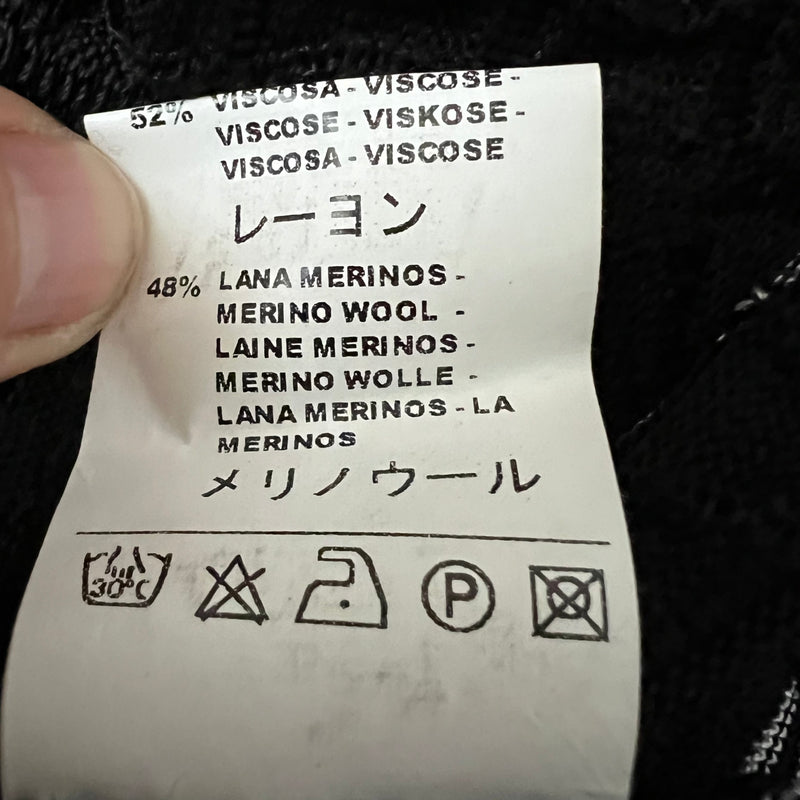 52% VISCOSA - VISCOSE -
VISCOSE - VISKOSE -
VISCOSA - VISCOSE
レーヨン
48% LANA MERINOS -
MERINO WOOL -
LAINE MERINOS -
MERINO WOLLE -
LANA MERINOS - LA
MERINOS
メリノウール
30°C P